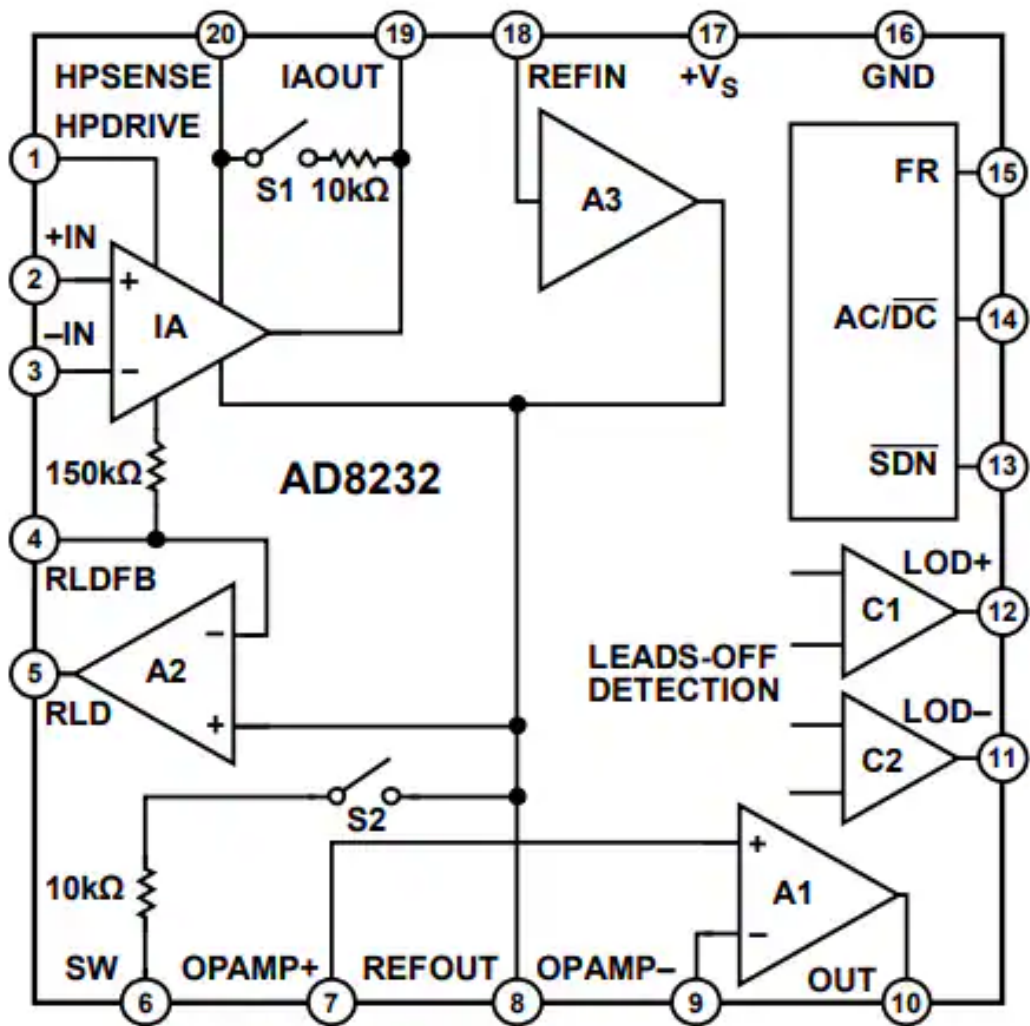 20 19 18 17 16
HPSENSE IAOUT REFIN +VS GND
HPDRIVE
1
S1 10kΩ
A3
FR 15
+IN
2
+
IA
–IN
3
–
AC/DC 14
150kΩ
AD8232
SDN 13
4
RLDFB
LOD+
C1
12
–
A2
5
RLD
+
LEADS-OFF
DETECTION
LOD–
C2
11
S2
10kΩ
+
A1
–
SW OPAMP+ REFOUT OPAMP– OUT
6 7 8 9 10